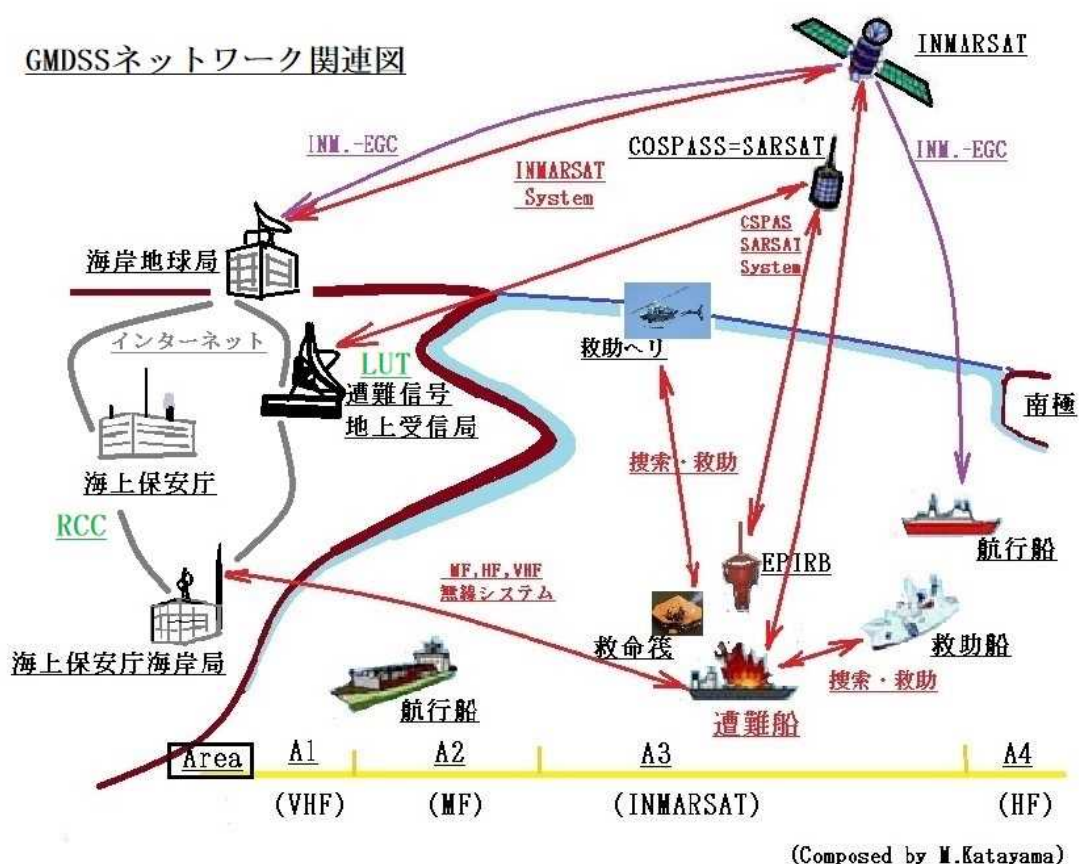 GMDSSネットワーク関連図
INMARSAT
INM.-EGC
COSPASS=SARSAT
INM.-EGC
INMARSAT
System
CSPAS
SARSAT
System
海岸地球局
インターネット
救助ヘリ
LUT
遭難信号
地上受信局
南極
海上保安庁
捜索・救助
RCC
航行船
EPIRB
MF,HF,VHF
無線システム
救命筏
救助船
海上保安庁海岸局
捜索・救助
航行船
遭難船
Area
A1
A2
A3
A4
(VHF)
(MF)
(INMARSAT)
(HF)
(Composed by M.Katayama)